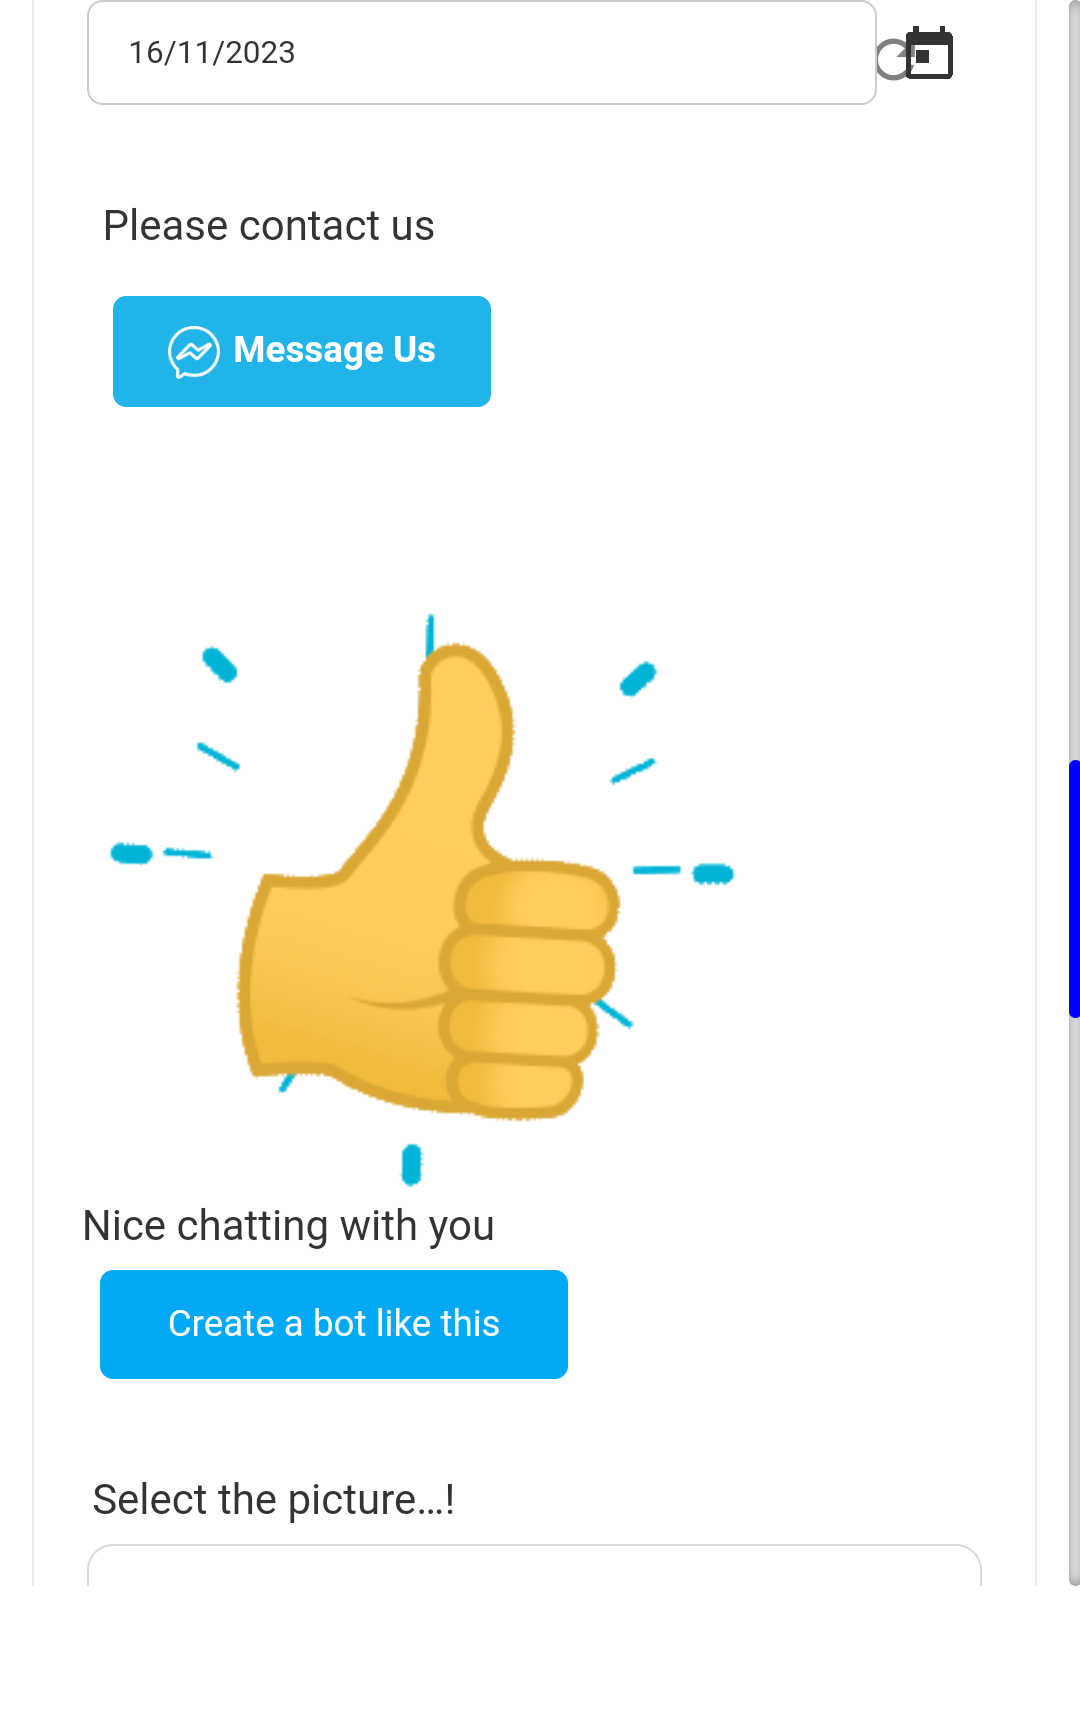 16/11/2023
Please contact us
Message Us
Nice chatting with you
Create a bot like this
Select the picture...!